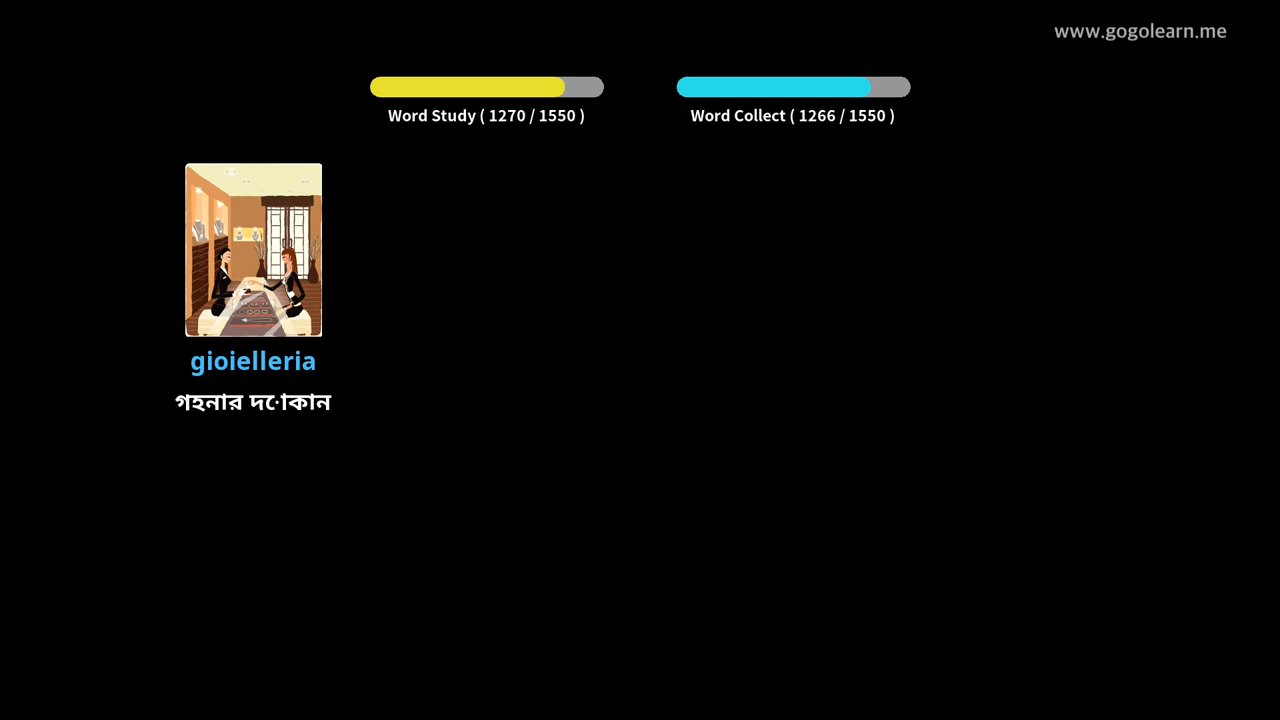 www.gogolearn.me
Word Study ( 1270 / 1550 )
Word Collect ( 1266 / 1550 )
gioielleria
গহনার দোকান